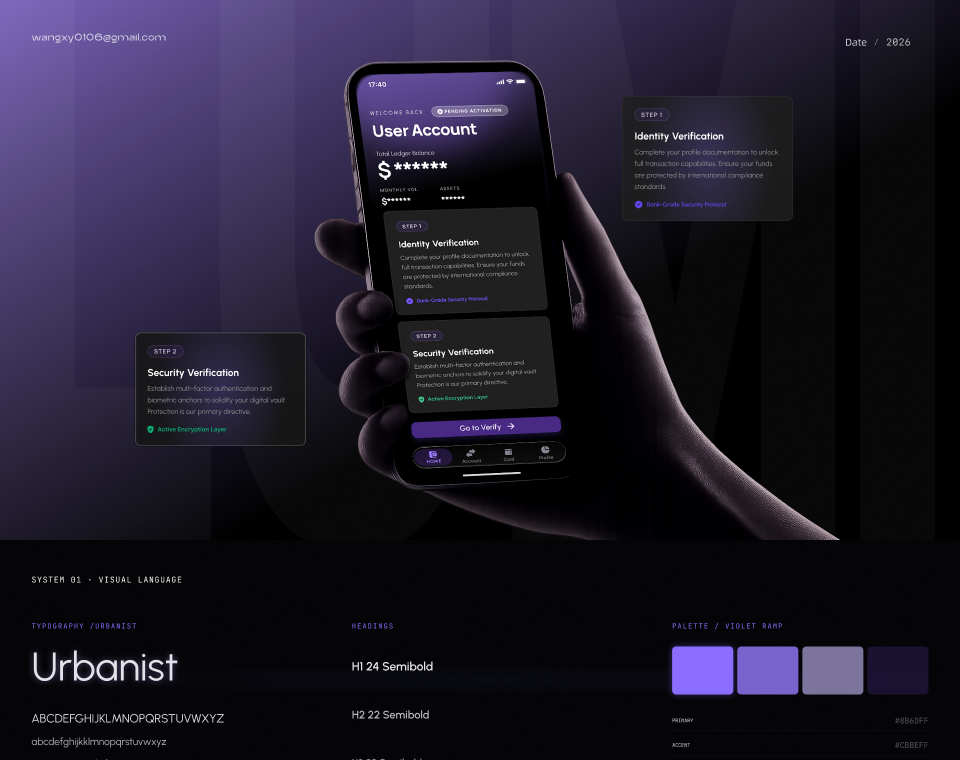 wangxy0106@gmail.com
Date / 2026
17:40
WELCOME BACK
PENDING ACTIVATION
User Account
Total Ledger Balance
$ ******
MONTHLY VOL
ASSETS
$******
******
STEP 1
Identity Verification
Complete your profile documentation to unlock
full transaction capabilities. Ensure your funds
are protected by international compliance
standards.
Bank-Grade Security Protocol
STEP 2
Security Verification
Establish multi-factor authentication and
biometric anchors to solidify your digital vault.
Protection is our primary directive.
Active Encryption Layer
Go to Verify →
HOME
Account
Card
Profile
STEP 1
Identity Verification
Complete your profile documentation to unlock
full transaction capabilities. Ensure your funds
are protected by international compliance
standards.
Bank-Grade Security Protocol
STEP 2
Security Verification
Establish multi-factor authentication and
biometric anchors to solidify your digital vault.
Protection is our primary directive.
Active Encryption Layer
SYSTEM 01 · VISUAL LANGUAGE
TYPOGRAPHY /URBANIST
Urbanist
ABCDEFGHIJKLMNOPQRSTUVWXYZ
abcdefghijkklmnopqrstuvwxyz
HEADINGS
H1 24 Semibold
H2 22 Semibold
PALETTE / VIOLET RAMP
PRIMARY
#8B6DFF
ACCENT
#CBBEFF